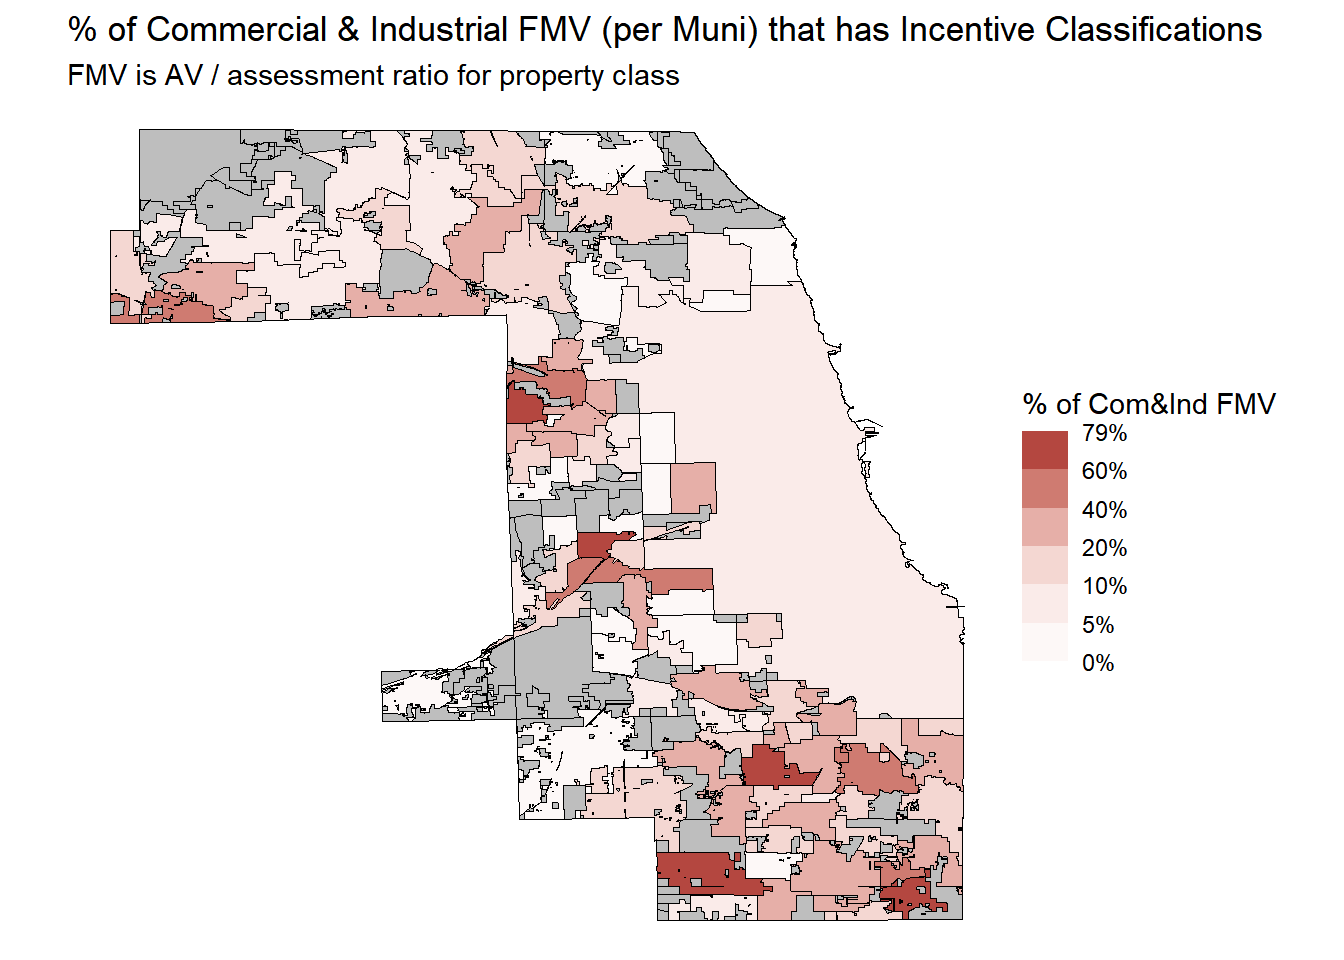 % of Commercial & Industrial FMV (per Muni) that has Incentive Classifications
FMV is AV / assessment ratio for property class
% of Com&Ind FMV
79%
60%
40%
20%
10%
5%
0%